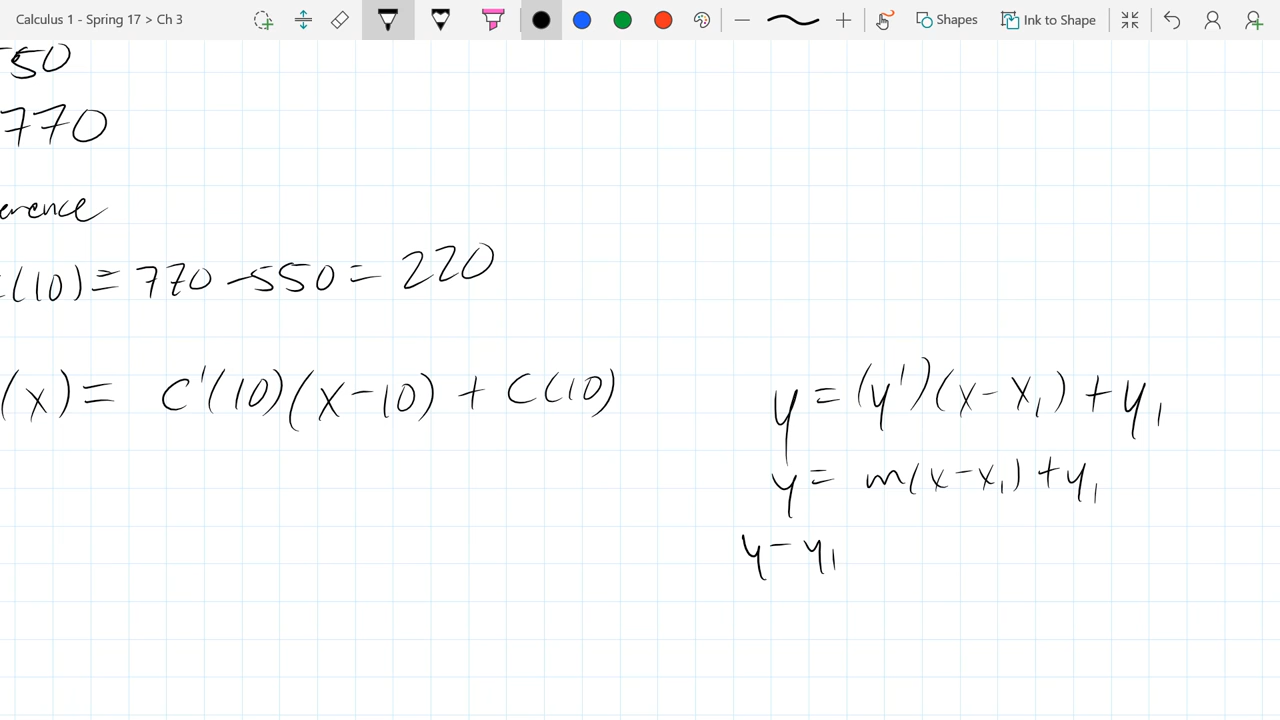 Calculus 1 - Spring 17 > Ch 3
Shapes
Ink to Shape
550
770
erence
C(10) = 770 - 550 = 220
(x) = C'(10)(x-10) + C(10)
y = (y')(x-x₁) + y₁
y = m(x-x₁) + y₁
y - y₁